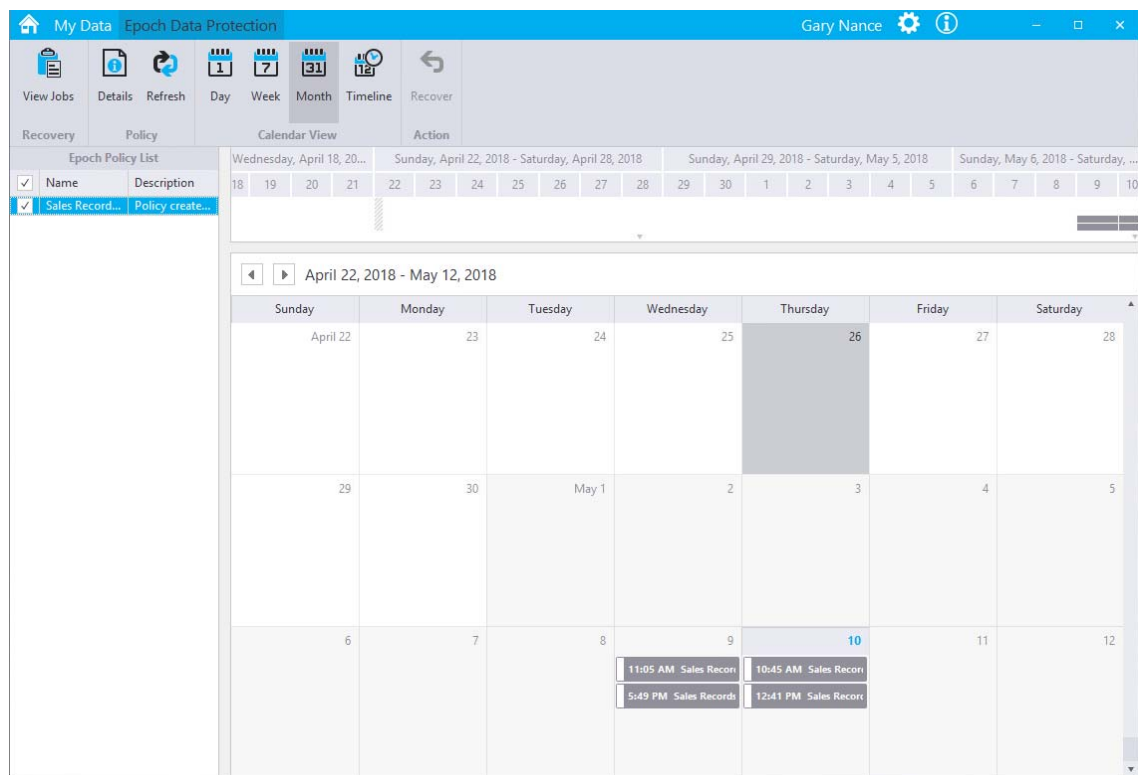 My Data Epoch Data Protection Gary Nance
View Jobs Details Refresh Day Week Month Timeline Recover
Recovery Policy Calendar View Action
Epoch Policy List
Name Description
Sales Record... Policy create...
Wednesday, April 18, 20... Sunday, April 22, 2018 - Saturday, April 28, 2018 Sunday, April 29, 2018 - Saturday, May 5, 2018 Sunday, May 6, 2018 - Saturday, ...
18 19 20 21 22 23 24 25 26 27 28 29 30 1 2 3 4 5 6 7 8 9 10
April 22, 2018 - May 12, 2018
Sunday Monday Tuesday Wednesday Thursday Friday Saturday
April 22 23 24 25 26 27 28
29 30 May 1 2 3 4 5
6 7 8 9 10 11 12
11:05 AM Sales Recor 10:45 AM Sales Recor
5:49 PM Sales Records 12:41 PM Sales Recor